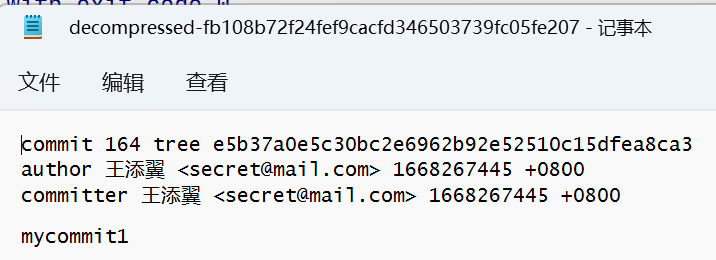 decompressed-fb108b72f24fef9cacfd346503739fc05fe207 - 记事本
文件 编辑 查看
commit 164 tree e5b37a0e5c30bc2e6962b92e52510c15dfea8ca3
author 王添翼 <secret@mail.com> 1668267445 +0800
committer 王添翼 <secret@mail.com> 1668267445 +0800
mycommit1